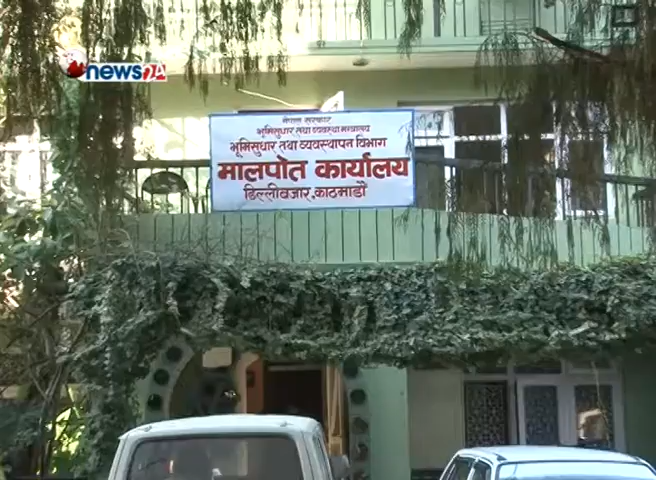 news24
नेपाल सरकार
भूमिसुधार तथा व्यवस्था मन्त्रालय
भूमिसुधार तथा व्यवस्थापन विभाग
मालपोत कार्यालय
डिल्लीबजार, काठमाडौं